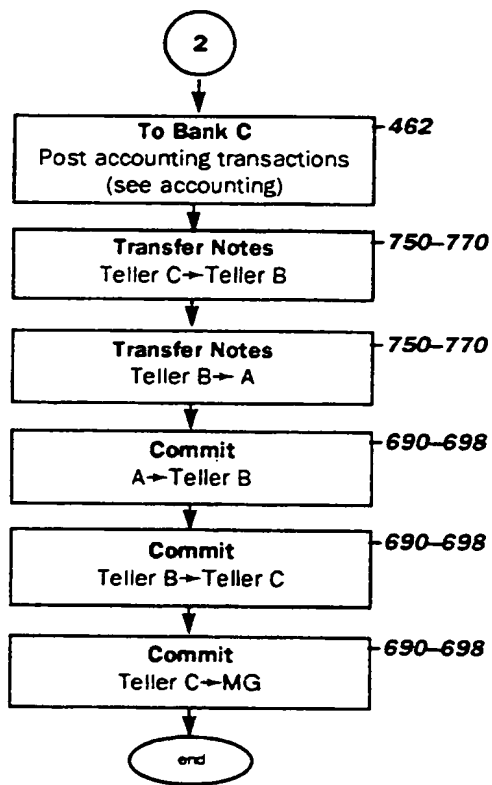 2
To Bank C
462
Post accounting transactions
(see accounting)
Transfer Notes
750–770
Teller C→Teller B
Transfer Notes
750–770
Teller B→A
Commit
690–698
A→Teller B
Commit
690–698
Teller B→Teller C
Commit
690–698
Teller C→MG
end